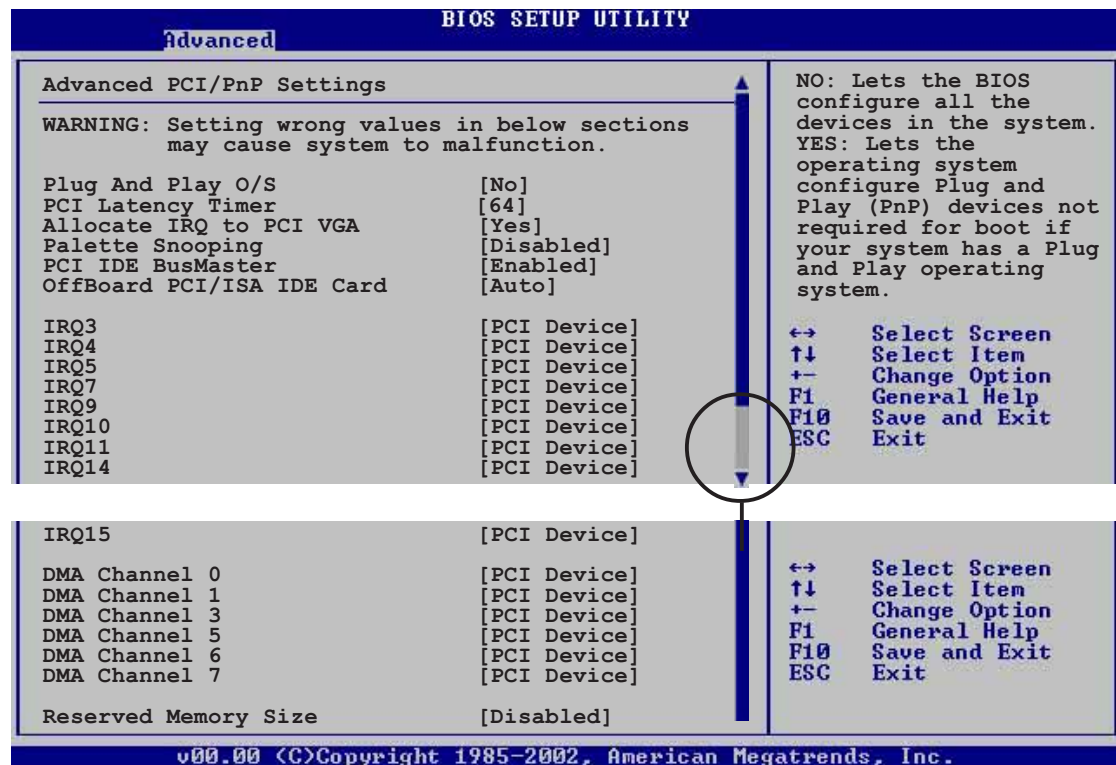 BIOS SETUP UTILITY
Advanced
Advanced PCI/PnP Settings
WARNING: Setting wrong values in below sections
may cause system to malfunction.
Plug And Play O/S [No]
PCI Latency Timer [64]
Allocate IRQ to PCI VGA [Yes]
Palette Snooping [Disabled]
PCI IDE BusMaster [Enabled]
OffBoard PCI/ISA IDE Card [Auto]
IRQ3 [PCI Device]
IRQ4 [PCI Device]
IRQ5 [PCI Device]
IRQ7 [PCI Device]
IRQ9 [PCI Device]
IRQ10 [PCI Device]
IRQ11 [PCI Device]
IRQ14 [PCI Device]
NO: Lets the BIOS
configure all the
devices in the system.
YES: Lets the
operating system
configure Plug and
Play (PnP) devices not
required for boot if
your system has a Plug
and Play operating
system.
←→ Select Screen
↑↓ Select Item
+- Change Option
F1 General Help
F10 Save and Exit
ESC Exit
IRQ15 [PCI Device]
DMA Channel 0 [PCI Device]
DMA Channel 1 [PCI Device]
DMA Channel 3 [PCI Device]
DMA Channel 5 [PCI Device]
DMA Channel 6 [PCI Device]
DMA Channel 7 [PCI Device]
Reserved Memory Size [Disabled]
←→ Select Screen
↑↓ Select Item
+- Change Option
F1 General Help
F10 Save and Exit
ESC Exit
v00.00 (C)Copyright 1985-2002, American Megatrends, Inc.